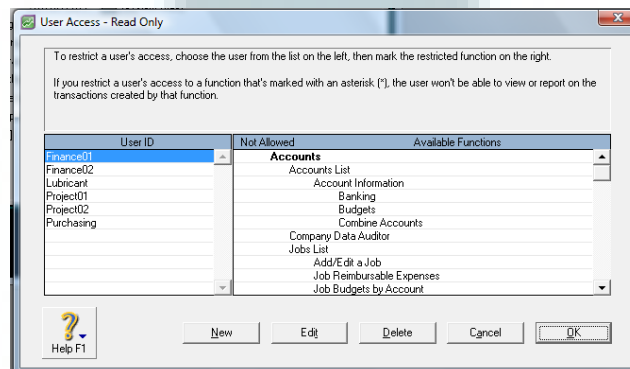 User Access - Read Only
To restrict a user's access, choose the user from the list on the left, then mark the restricted function on the right.
If you restrict a user's access to a function that's marked with an asterisk (*), the user won't be able to view or report on the
transactions created by that function.
User ID Not Allowed Available Functions
Finance01 Accounts
Finance02 Accounts List
Lubricant Account Information
Project01 Banking
Project02 Budgets
Purchasing Combine Accounts
Company Data Auditor
Jobs List
Add/Edit a Job
Job Reimbursable Expenses
Job Budgets by Account
Help F1 New Edit Delete Cancel OK